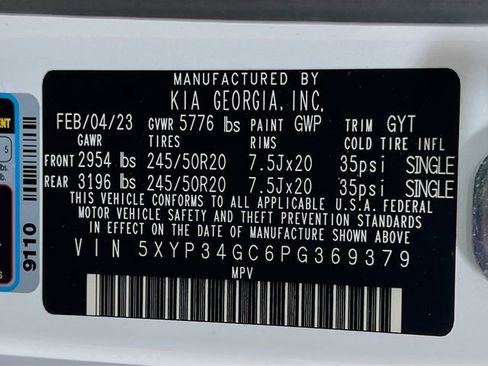 MANUFACTURED BY
KIA GEORGIA, INC.
FEB/04/23 GVWR 5776 lbs PAINT GWP TRIM GYT
GAWR TIRES RIMS COLD TIRE INFL
FRONT 2954 lbs 245/50R20 7.5Jx20 35psi SINGLE
REAR 3196 lbs 245/50R20 7.5Jx20 35psi SINGLE
THIS VEHICLE CONFORMS TO ALL APPLICABLE U.S.A. FEDERAL
MOTOR VEHICLE SAFETY AND THEFT PREVENTION STANDARDS
IN EFFECT ON THE DATE OF MANUFACTURE SHOWN ABOVE
VIN 5XYP34GC6PG369379
MPV
9110
5